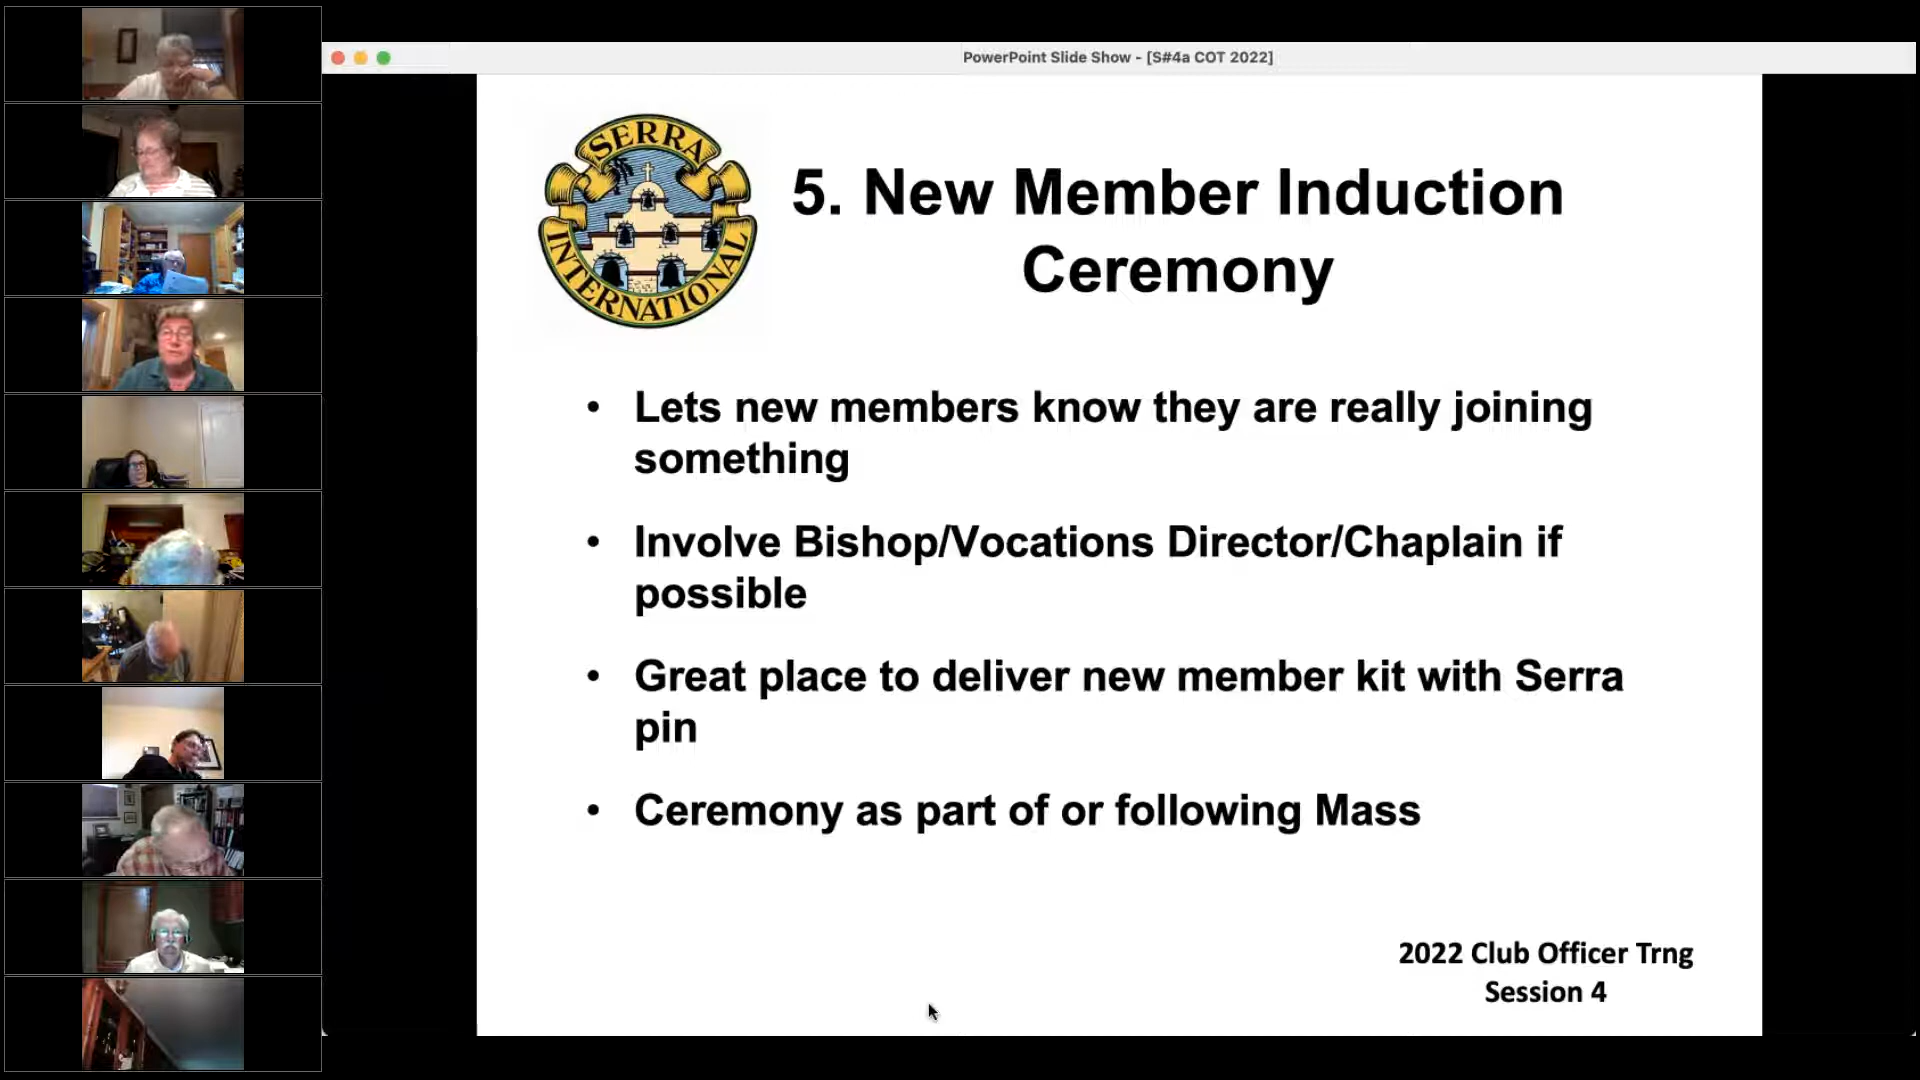 PowerPoint Slide Show - [S#4a COT 2022]
SERRA
INTERNATIONAL
5. New Member Induction
Ceremony
• Lets new members know they are really joining
something
• Involve Bishop/Vocations Director/Chaplain if
possible
• Great place to deliver new member kit with Serra
pin
• Ceremony as part of or following Mass
2022 Club Officer Trng
Session 4